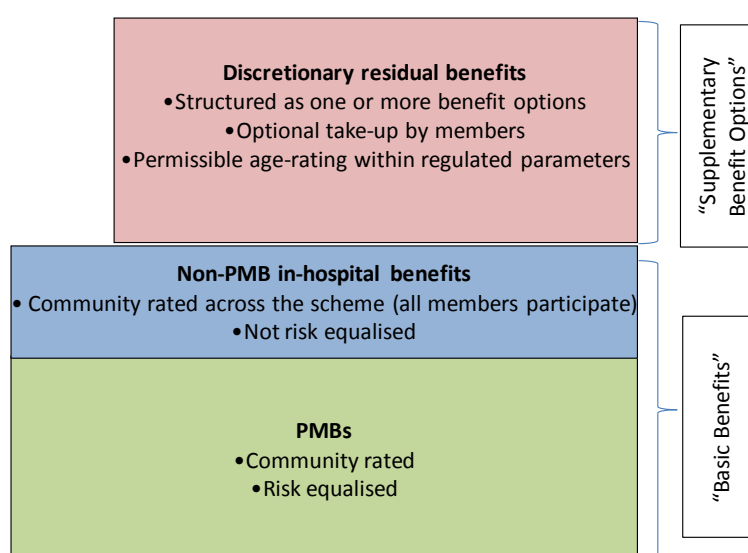 Discretionary residual benefits
•Structured as one or more benefit options
•Optional take-up by members
•Permissible age-rating within regulated parameters
“Supplementary
Benefit Options”
Non-PMB in-hospital benefits
• Community rated across the scheme (all members participate)
•Not risk equalised
PMBs
•Community rated
•Risk equalised
“Basic Benefits”